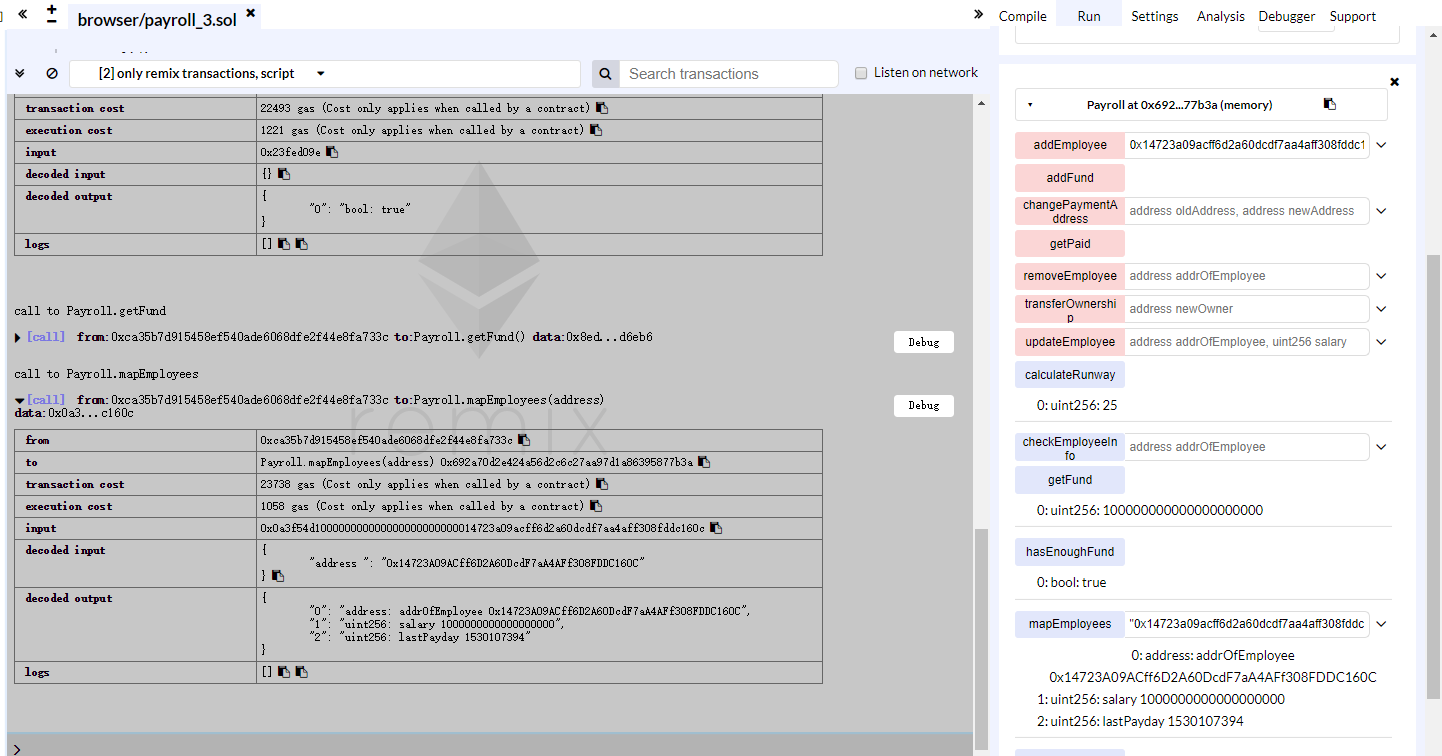 browser/payroll_3.sol
Compile Run Settings Analysis Debugger Support
[2] only remix transactions, script
Search transactions
Listen on network
transaction cost 22493 gas (Cost only applies when called by a contract)
execution cost 1221 gas (Cost only applies when called by a contract)
input 0x23fed09e
decoded input {}
decoded output {
"0": "bool: true"
}
logs []
call to Payroll.getFund
[call] from:0xca35b7d915458ef540ade6068dfe2f44e8fa733c to:Payroll.getFund() data:0x8ed...d6eb6
Debug
call to Payroll.mapEmployees
[call] from:0xca35b7d915458ef540ade6068dfe2f44e8fa733c to:Payroll.mapEmployees(address)
data:0x0a3...c160c
Debug
remix
from 0xca35b7d915458ef540ade6068dfe2f44e8fa733c
to Payroll.mapEmployees(address) 0x692a70d2e424a56d2c6c27aa97d1a86395877b3a
transaction cost 23738 gas (Cost only applies when called by a contract)
execution cost 1058 gas (Cost only applies when called by a contract)
input 0x0a3f54d100000000000000000000000014723a09acff6d2a60dcdf7aa4aff308fddc160c
decoded input {
"address ": "0x14723A09ACff6D2A60DcdF7aA4AFf308FDDC160C"
}
decoded output {
"0": "address: addrOfEmployee 0x14723A09ACff6D2A60DcdF7aA4AFf308FDDC160C",
"1": "uint256: salary 1000000000000000000",
"2": "uint256: lastPayday 1530107394"
}
logs []
>
Payroll at 0x692...77b3a (memory)
addEmployee 0x14723a09acff6d2a60dcdf7aa4aff308fddc1
addFund
changePaymentA
ddress
address oldAddress, address newAddress
getPaid
removeEmployee address addrOfEmployee
transferOwnershi
p
address newOwner
updateEmployee address addrOfEmployee, uint256 salary
calculateRunway
0: uint256: 25
checkEmployeeIn
fo
address addrOfEmployee
getFund
0: uint256: 100000000000000000000
hasEnoughFund
0: bool: true
mapEmployees "0x14723a09acff6d2a60dcdf7aa4aff308fddc
0: address: addrOfEmployee
0x14723A09ACff6D2A60DcdF7aA4AFf308FDDC160C
1: uint256: salary 1000000000000000000
2: uint256: lastPayday 1530107394